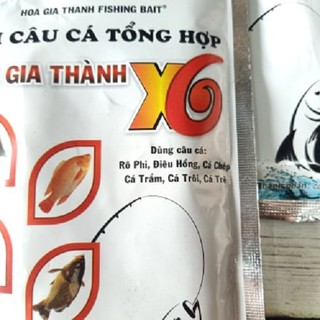 HOA GIA THANH FISHING BAIT®
CÂU CÁ TỔNG HỢP
GIA THÀNH X6
Dùng câu cá:
Rô Phi, Điêu Hồng, Cá Chép
Cá Trắm, Cá Trôi, Cá Trê